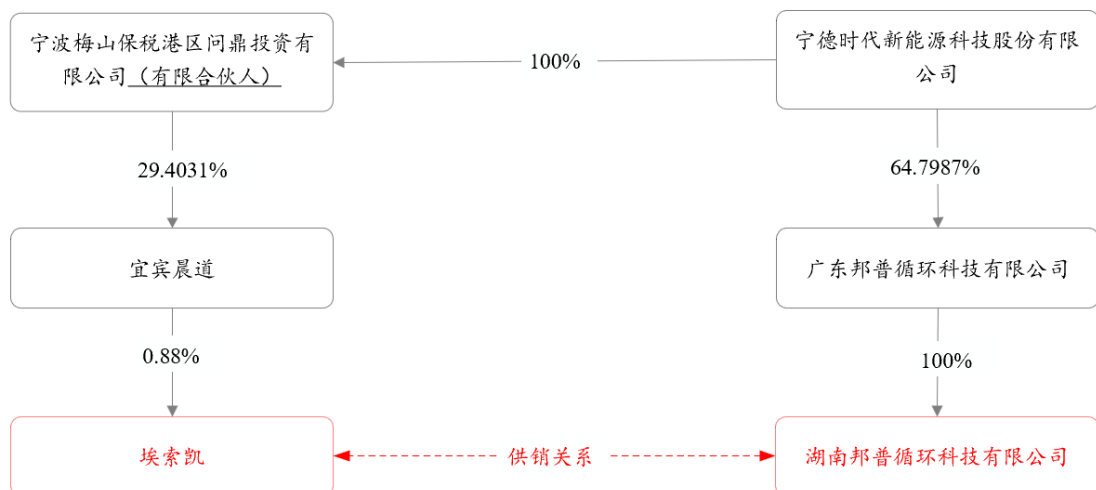 宁波梅山保税港区问鼎投资有
限公司（有限合伙人）
100%
宁德时代新能源科技股份有限
公司
29.4031%
64.7987%
宜宾晨道
广东邦普循环科技有限公司
0.88%
100%
埃索凯
供销关系
湖南邦普循环科技有限公司